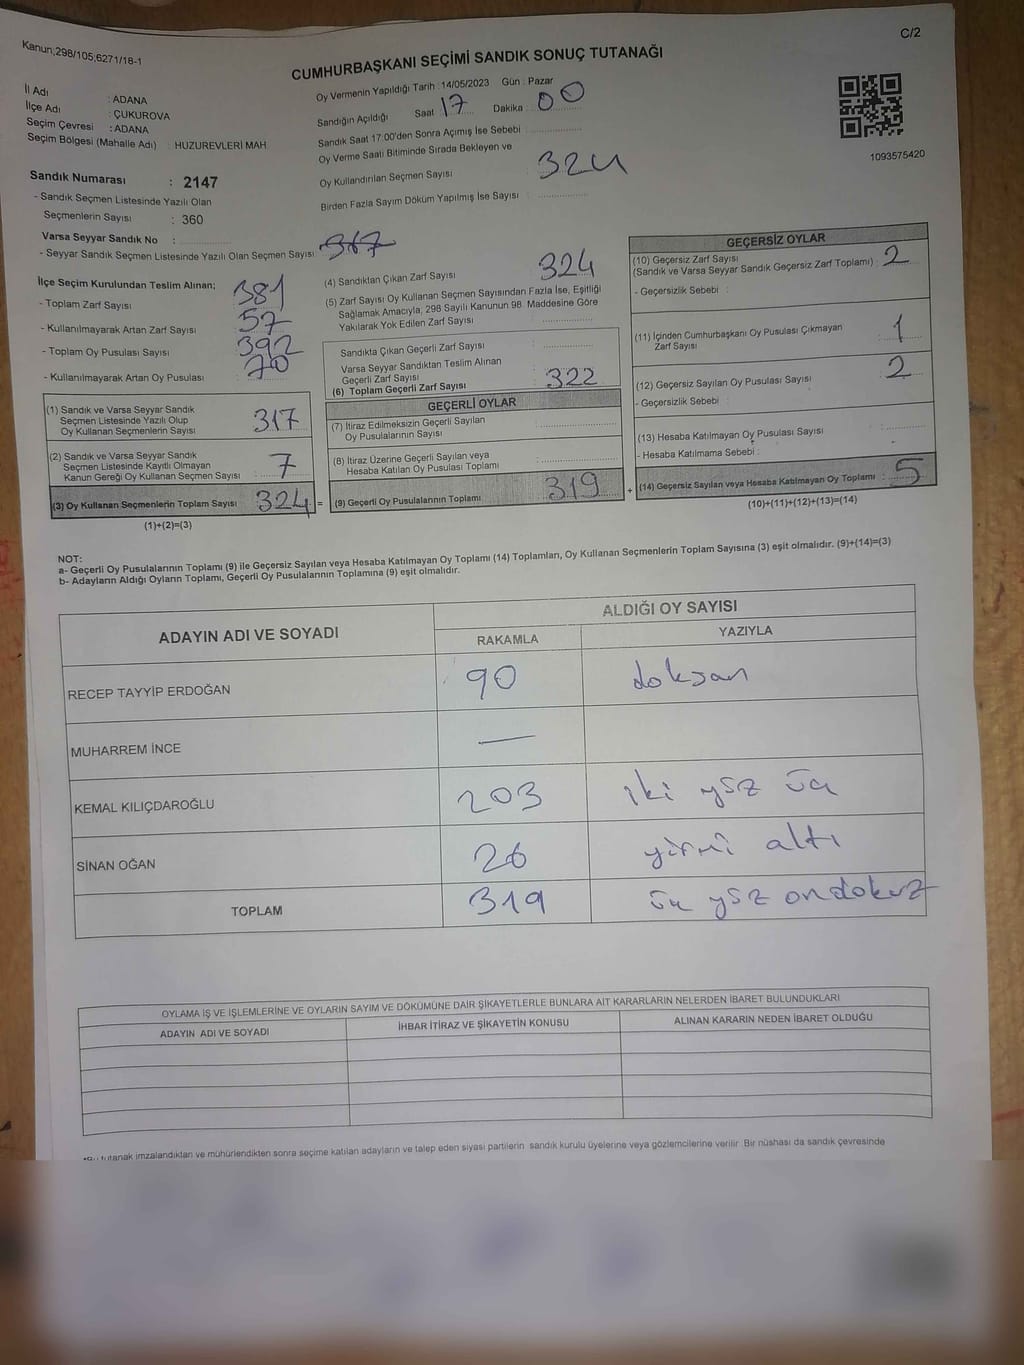 Kanun;298/105;6271/18-1
C/2
CUMHURBAŞKANI SEÇİMİ SANDIK SONUÇ TUTANAĞI
İl Adı : ADANA
İlçe Adı : ÇUKUROVA
Seçim Çevresi : ADANA
Seçim Bölgesi (Mahalle Adı) : HUZUREVLERİ MAH
Sandık Numarası : 2147
- Sandık Seçmen Listesinde Yazılı Olan
Seçmenlerin Sayısı : 360
Varsa Seyyar Sandık No :
- Seyyar Sandık Seçmen Listesinde Yazılı Olan Seçmen Sayısı
Oy Vermenin Yapıldığı Tarih :14/05/2023 Gün : Pazar
Sandığın Açıldığı Saat 17 Dakika : 00
Sandık Saat 17:00'den Sonra Açımış İse Sebebi :
Oy Verme Saati Bitiminde Sırada Bekleyen ve
Oy Kullandırılan Seçmen Sayısı : 324
Birden Fazla Sayım Döküm Yapılmış İse Sayısı :
1093575420
İlçe Seçim Kurulundan Teslim Alınan;
- Toplam Zarf Sayısı : 381
- Kullanılmayarak Artan Zarf Sayısı : 57
- Toplam Oy Pusulası Sayısı : 392
- Kullanılmayarak Artan Oy Pusulası : 70
(1) Sandık ve Varsa Seyyar Sandık
Seçmen Listesinde Yazılı Olup
Oy Kullanan Seçmenlerin Sayısı 317
(2) Sandık ve Varsa Seyyar Sandık
Seçmen Listesinde Kayıtlı Olmayan
Kanun Gereği Oy Kullanan Seçmen Sayısı : 7
(3) Oy Kullanan Seçmenlerin Toplam Sayısı 324 =
(1)+(2)=(3)
(4) Sandıktan Çıkan Zarf Sayısı 324
(5) Zarf Sayısı Oy Kullanan Seçmen Sayısından Fazla İse, Eşitliği
Sağlamak Amacıyla, 298 Sayılı Kanunun 98. Maddesine Göre
Yakılarak Yok Edilen Zarf Sayısı
Sandıkta Çıkan Geçerli Zarf Sayısı :
Varsa Seyyar Sandıktan Teslim Alınan
Geçerli Zarf Sayısı
(6) Toplam Geçerli Zarf Sayısı 322
GEÇERLİ OYLAR
(7) İtiraz Edilmeksizin Geçerli Sayılan
Oy Pusulalarının Sayısı
(8) İtiraz Üzerine Geçerli Sayılan veya
Hesaba Katılan Oy Pusulası Toplamı
(9) Geçerli Oy Pusulalarının Toplamı 319 +
GEÇERSİZ OYLAR
(10) Geçersiz Zarf Sayısı
(Sandık ve Varsa Seyyar Sandık Geçersiz Zarf Toplamı) : 2
- Geçersizlik Sebebi :
(11) İçinden Cumhurbaşkanı Oy Pusulası Çıkmayan
Zarf Sayısı : 1
(12) Geçersiz Sayılan Oy Pusulası Sayısı : 2
- Geçersizlik Sebebi :
(13) Hesaba Katılmayan Oy Pusulası Sayısı :
- Hesaba Katılmama Sebebi :
(14) Geçersiz Sayılan veya Hesaba Katılmayan Oy Toplamı : 5
(10)+(11)+(12)+(13)=(14)
NOT:
a- Geçerli Oy Pusulalarının Toplamı (9) ile Geçersiz Sayılan veya Hesaba Katılmayan Oy Toplamı (14) Toplamları, Oy Kullanan Seçmenlerin Toplam Sayısına (3) eşit olmalıdır. (9)+(14)=(3)
b- Adayların Aldığı Oyların Toplamı, Geçerli Oy Pusulalarının Toplamına (9) eşit olmalıdır.
ADAYIN ADI VE SOYADI ALDIĞI OY SAYISI
RAKAMLA YAZIYLA
RECEP TAYYİP ERDOĞAN 90 doksan
MUHARREM İNCE —
KEMAL KILIÇDAROĞLU 203 iki yüz üç
SİNAN OĞAN 26 yirmi altı
TOPLAM 319 üç yüz ondokuz
OYLAMA İŞ VE İŞLEMLERİNE VE OYLARIN SAYIM VE DÖKÜMÜNE DAİR ŞİKAYETLERLE BUNLARA AİT KARARLARIN NELERDEN İBARET BULUNDUKLARI
ADAYIN ADI VE SOYADI İHBAR İTİRAZ VE ŞİKAYETİN KONUSU ALINAN KARARIN NEDEN İBARET OLDUĞU
*Bu tutanak imzalandıktan ve mühürlendikten sonra seçime katılan adayların ve talep eden siyasi partilerin sandık kurulu üyelerine veya gözlemcilerine verilir. Bir nüshası da sandık çevresinde